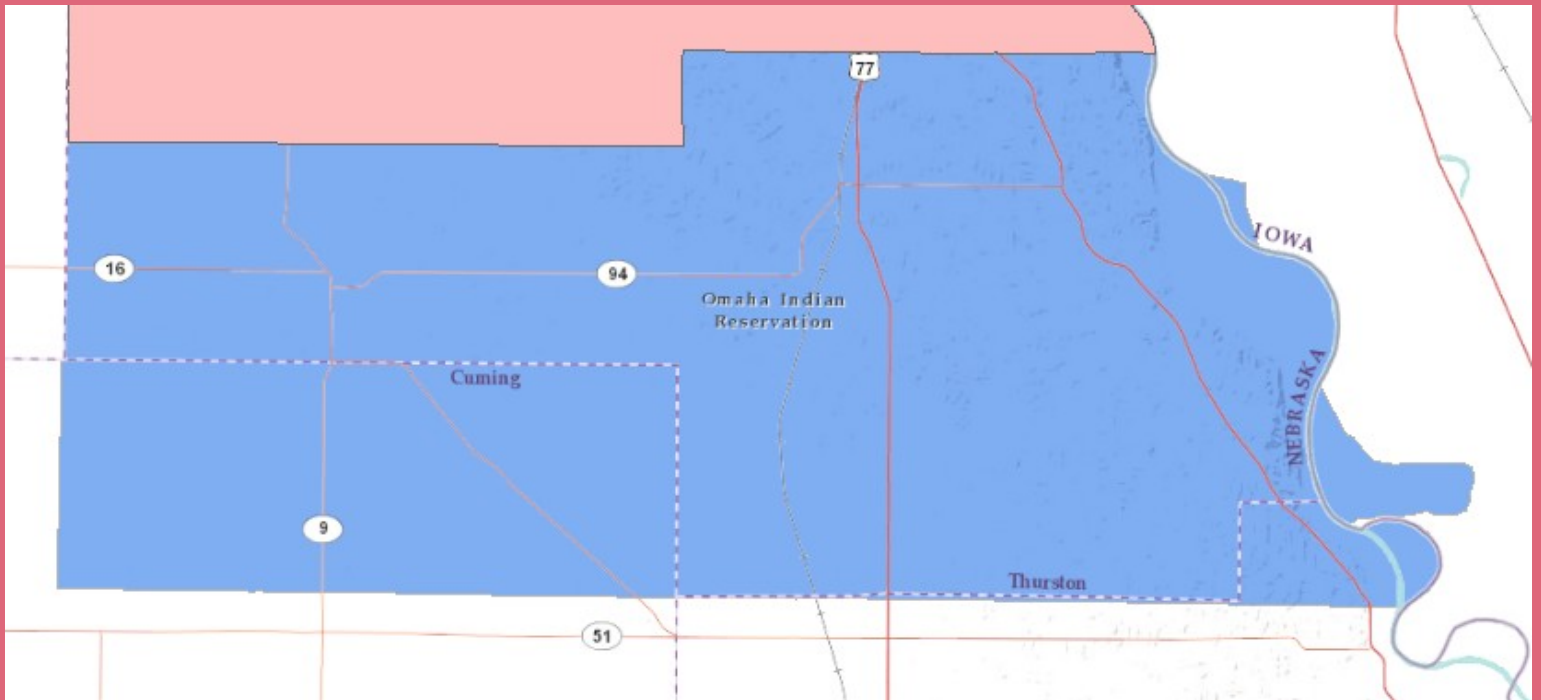 77
IOWA
16
94
Omaha Indian
Reservation
NEBRASKA
Cuming
9
Thurston
51